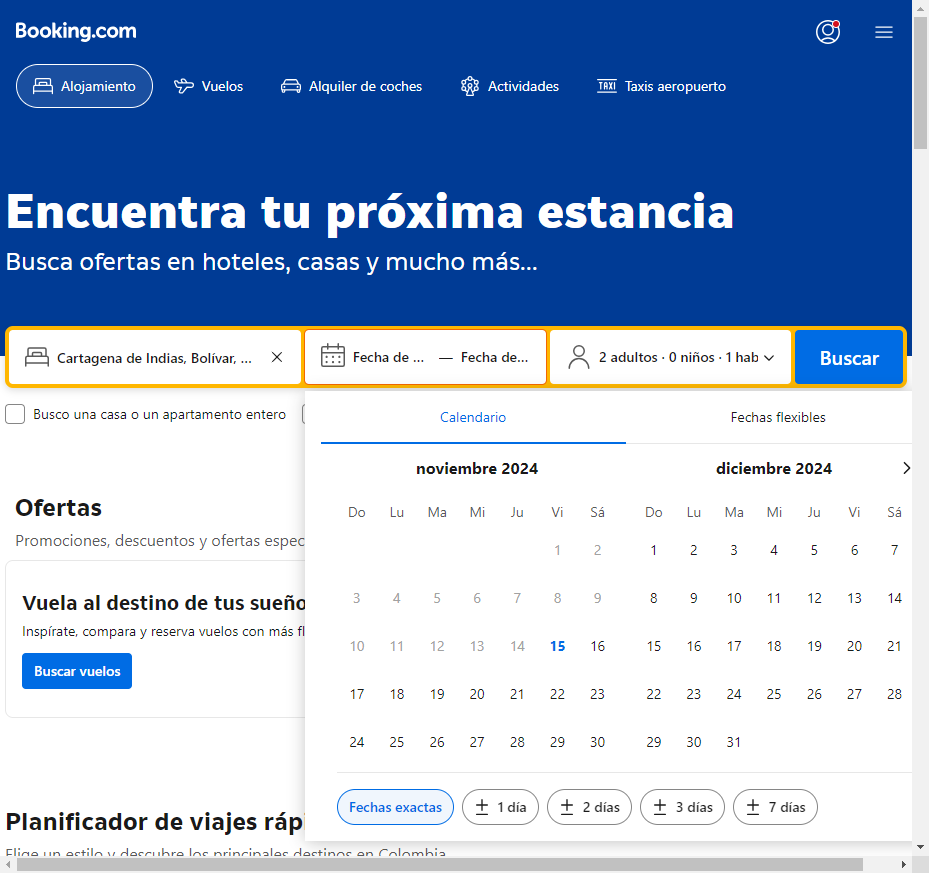 Booking.com
Alojamiento
Vuelos
Alquiler de coches
Actividades
TAXI Taxis aeropuerto
Encuentra tu próxima estancia
Busca ofertas en hoteles, casas y mucho más...
Cartagena de Indias, Bolívar, ...
Fecha de ... — Fecha de...
2 adultos · 0 niños · 1 hab
Buscar
Busco una casa o un apartamento entero
Calendario
Fechas flexibles
noviembre 2024
Do Lu Ma Mi Ju Vi Sá
1 2
3 4 5 6 7 8 9
10 11 12 13 14 15 16
17 18 19 20 21 22 23
24 25 26 27 28 29 30
diciembre 2024
Do Lu Ma Mi Ju Vi Sá
1 2 3 4 5 6 7
8 9 10 11 12 13 14
15 16 17 18 19 20 21
22 23 24 25 26 27 28
29 30 31
Fechas exactas
± 1 día
± 2 días
± 3 días
± 7 días
Ofertas
Promociones, descuentos y ofertas espec
Vuela al destino de tus sueño
Inspírate, compara y reserva vuelos con más fl
Buscar vuelos
Planificador de viajes rápi
Elige un estilo y descubre los principales destinos en Colombia